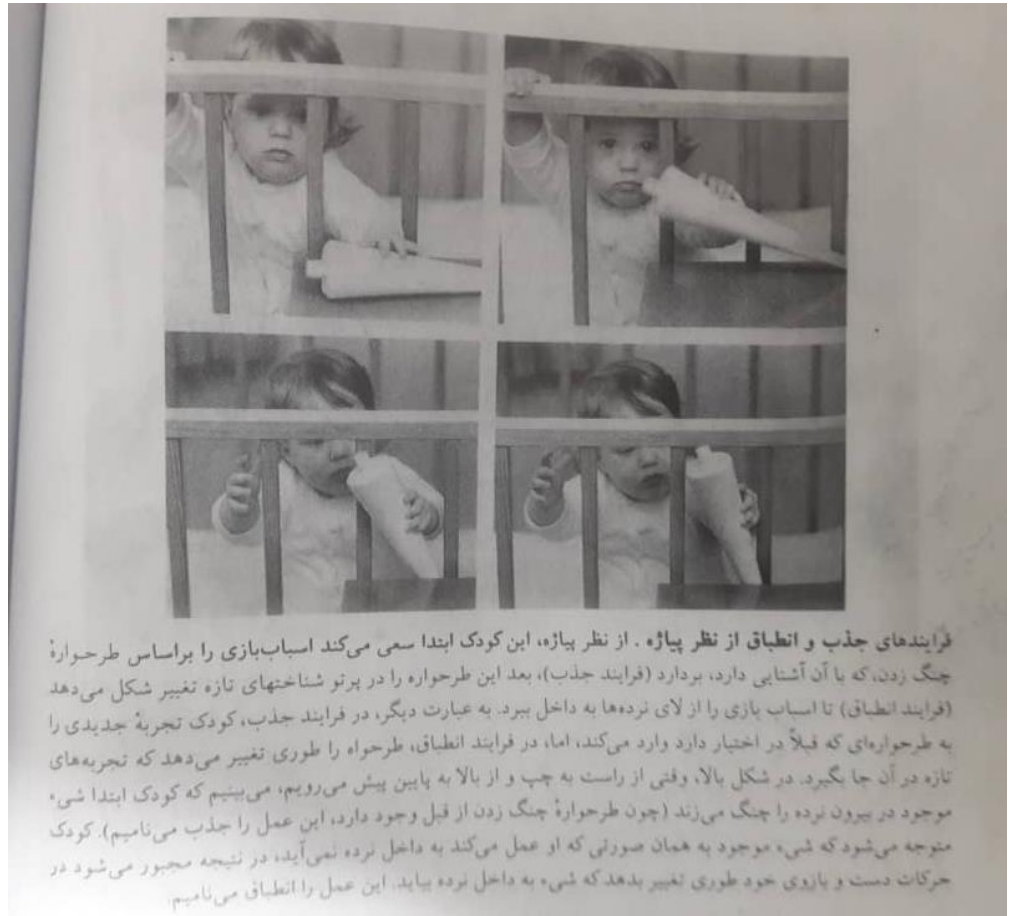 فرایندهای جذب و انطباق از نظر پیاژه . از نظر پیاژه، این کودک ابتدا سعی می‌کند اسباب‌بازی را براساس طرحوارهٔ
چنگ زدن،که با آن آشنایی دارد، بردارد (فرایند جذب)، بعد این طرحواره را در پرتو شناختهای تازه تغییر شکل می‌دهد
(فرایند انطباق) تا اسباب بازی را از لای نرده‌ها به داخل ببرد. به عبارت دیگر، در فرایند جذب، کودک تجربهٔ جدیدی را
به طرحواره‌ای که قبلاً در اختیار دارد وارد می‌کند، اما، در فرایند انطباق، طرحواه را طوری تغییر می‌دهد که تجربه‌های
تازه در آن جا بگیرد. در شکل بالا، وقتی از راست به چپ و از بالا به پایین پیش می‌رویم، می‌بینیم که کودک ابتدا شیء
موجود در بیرون نرده را چنگ می‌زند (چون طرحوارهٔ چنگ زدن از قبل وجود دارد، این عمل را جذب می‌نامیم). کودک
متوجه می‌شود که شیء موجود به همان صورتی که او عمل می‌کند به داخل نرده نمی‌آید، در نتیجه مجبور می‌شود در
حرکات دست و بازوی خود طوری تغییر بدهد که شیء به داخل نرده بیاید. این عمل را انطباق می‌نامیم.